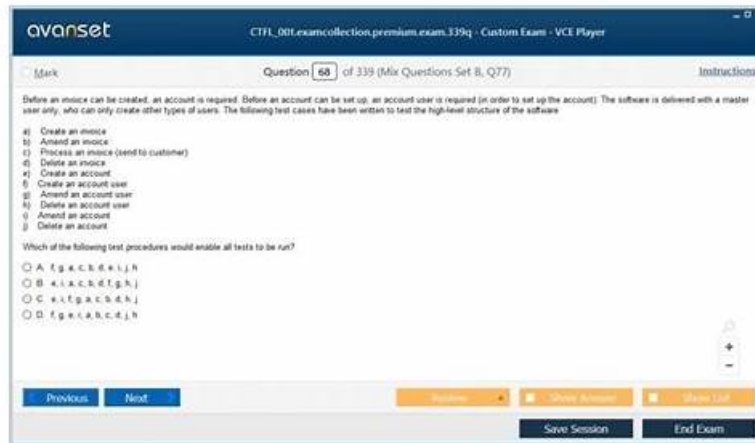 avanset
CTFL_001.examcollection.premium.exam.339q - Custom Exam - VCE Player
Mark
Question 68 of 339 (Mix Questions Set B, Q77)
Instructions
Before an invoice can be created, an account is required. Before an account can be set up, an account user is required (in order to set up the account). The software is delivered with a master
user only, who can only create other types of users. The following test cases have been written to test the high-level structure of the software
a) Create an invoice
b) Amend an invoice
c) Process an invoice (send to customer)
d) Delete an invoice
e) Create an account
f) Create an account user
g) Amend an account user
h) Delete an account user
i) Amend an account
j) Delete an account
Which of the following test procedures would enable all tests to be run?
A. f, g, a, c, b, d, e, i, j, h
B. e, i, a, c, b, d, f, g, h, j
C. e, i, f, g, a, c, b, d, h, j
D. f, g, e, i, a, b, c, d, j, h
Previous
Next
Review
Show Answer
Show List
Save Session
End Exam